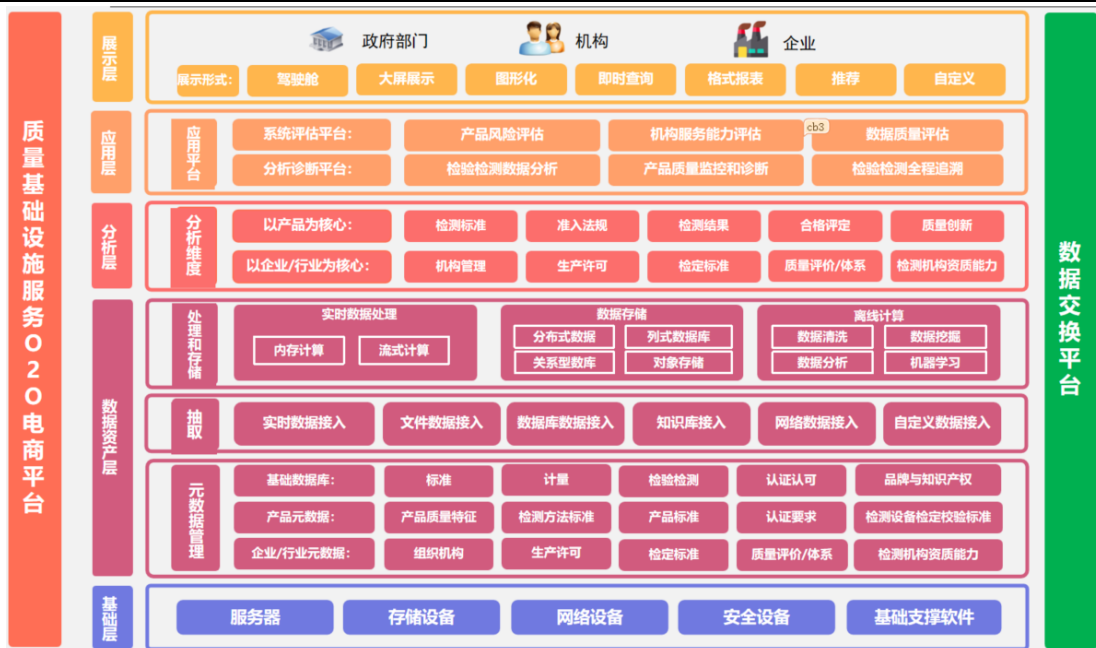 质量基础设施服务O2O电商平台
展示层
政府部门
机构
企业
展示形式：
驾驶舱
大屏展示
图形化
即时查询
格式报表
推荐
自定义
应用层
应用平台
系统评估平台：
产品风险评估
机构服务能力评估
cb3
数据质量评估
分析诊断平台：
检验检测数据分析
产品质量监控和诊断
检验检测全程追溯
分析层
分析维度
以产品为核心：
检测标准
准入法规
检测结果
合格评定
质量创新
以企业/行业为核心：
机构管理
生产许可
检定标准
质量评价/体系
检测机构资质能力
数据资产层
处理和存储
实时数据处理
内存计算
流式计算
数据存储
分布式数据
列式数据库
关系型数库
对象存储
离线计算
数据清洗
数据挖掘
数据分析
机器学习
抽取
实时数据接入
文件数据接入
数据库数据接入
知识库接入
网络数据接入
自定义数据接入
元数据管理
基础数据库：
标准
计量
检验检测
认证认可
品牌与知识产权
产品元数据：
产品质量特征
检测方法标准
产品标准
认证要求
检测设备检定校验标准
企业/行业元数据：
组织机构
生产许可
检定标准
质量评价/体系
检测机构资质能力
基础层
服务器
存储设备
网络设备
安全设备
基础支撑软件
数据交换平台